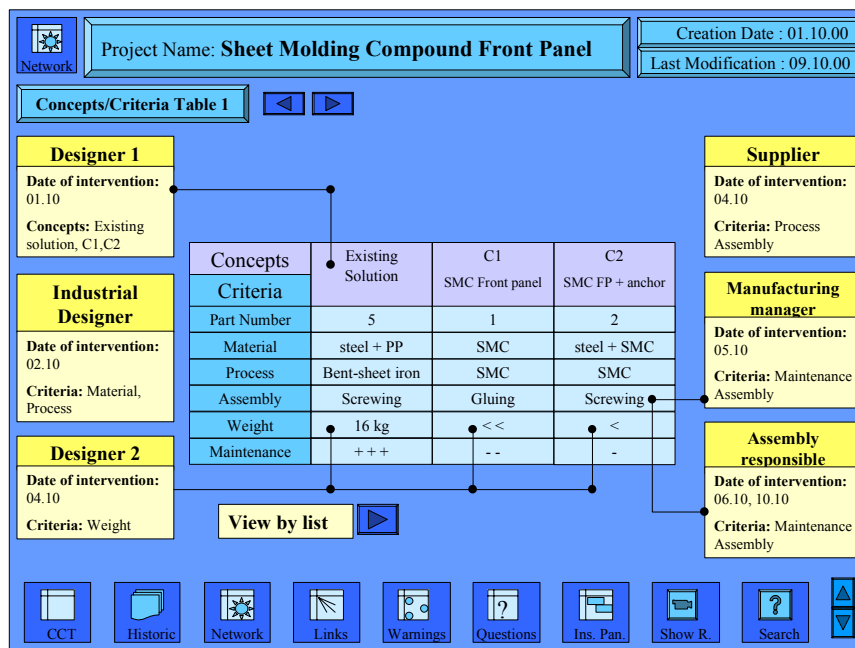 Network
Project Name: Sheet Molding Compound Front Panel
Creation Date : 01.10.00
Last Modification : 09.10.00
Concepts/Criteria Table 1
Designer 1
Date of intervention:
01.10
Concepts: Existing
solution, C1,C2
Industrial
Designer
Date of intervention:
02.10
Criteria: Material,
Process
Designer 2
Date of intervention:
04.10
Criteria: Weight
Concepts Existing Solution C1 SMC Front panel C2 SMC FP + anchor
Criteria
Part Number 5 1 2
Material steel + PP SMC steel + SMC
Process Bent-sheet iron SMC SMC
Assembly Screwing Gluing Screwing
Weight 16 kg << <
Maintenance +++ -- -
View by list
Supplier
Date of intervention:
04.10
Criteria: Process
Assembly
Manufacturing
manager
Date of intervention:
05.10
Criteria: Maintenance
Assembly
Assembly
responsible
Date of intervention:
06.10, 10.10
Criteria: Maintenance
Assembly
CCT Historic Network Links Warnings ? Questions Ins. Pan. Show R. ? Search